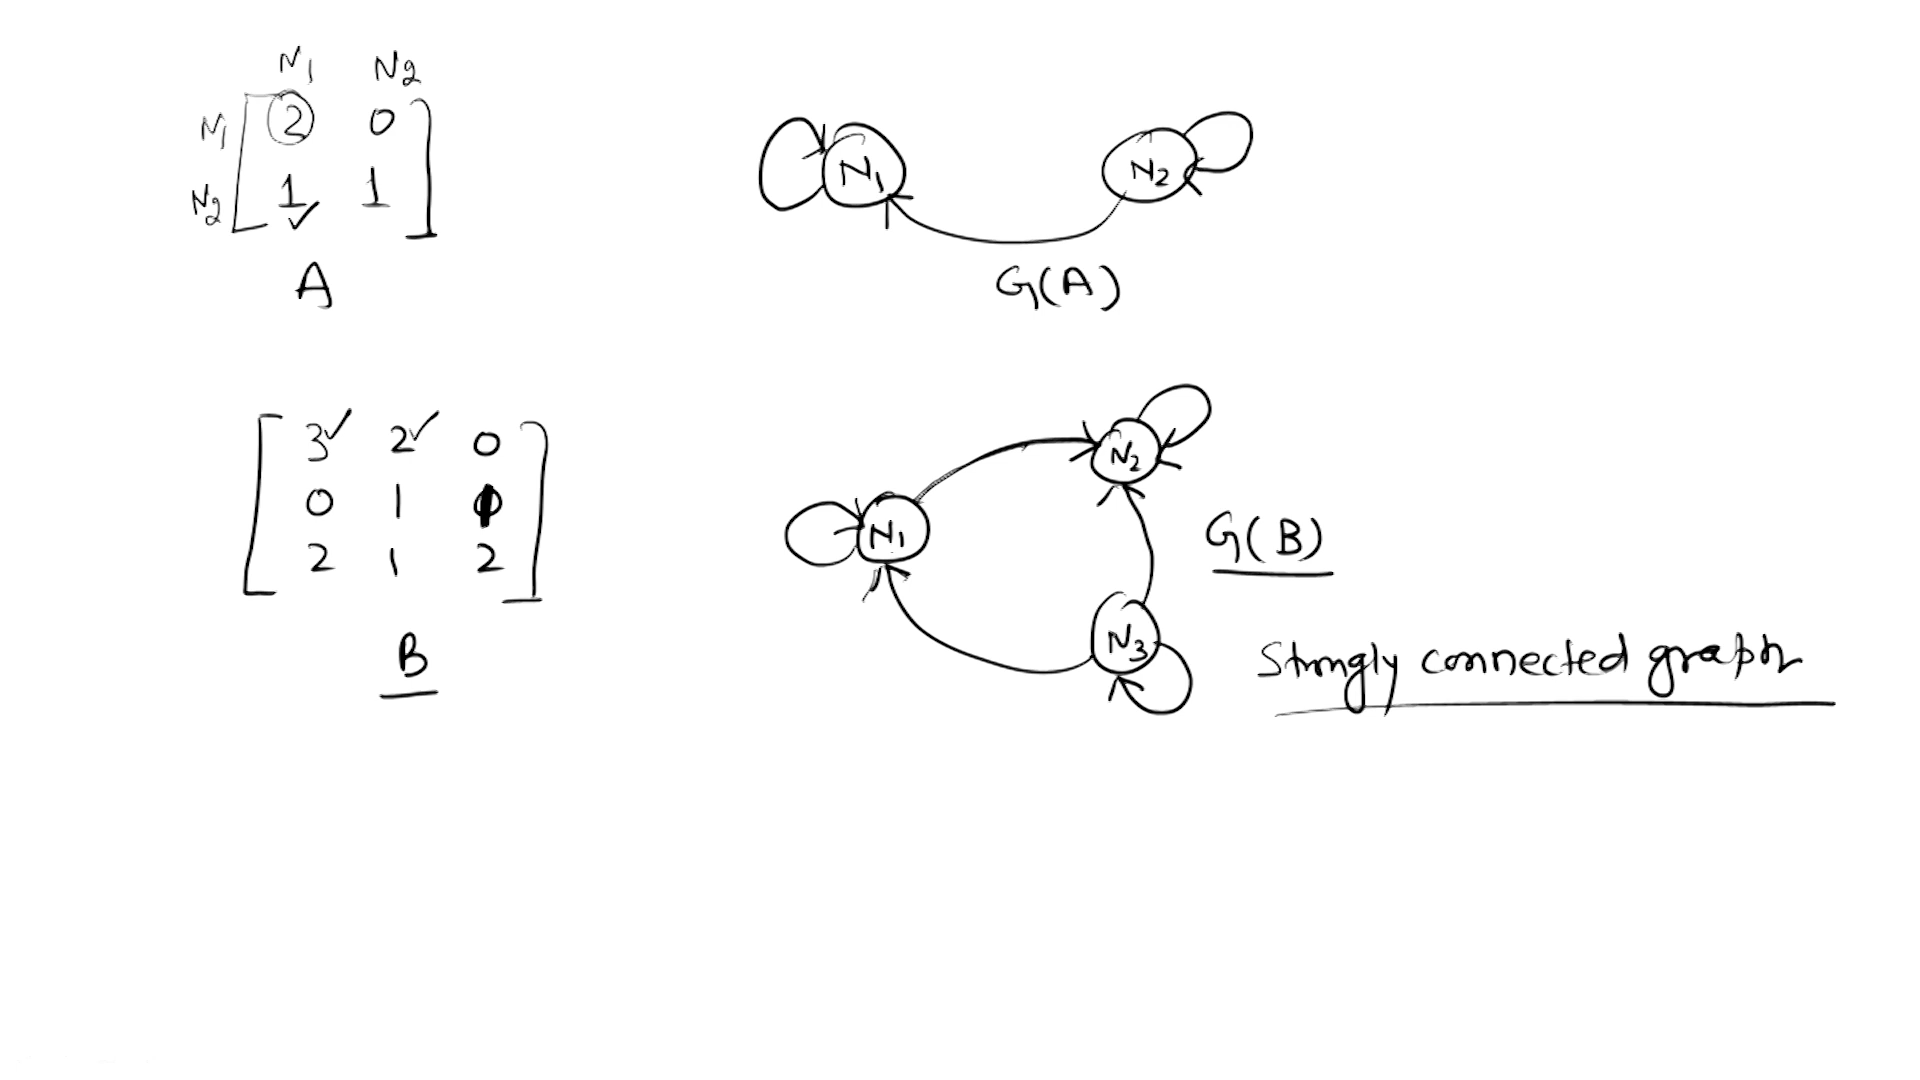 N1 N2
N1 2 0
N2 1 1
A
N1 N2
G(A)
3 2 0
0 1
2 1 2
B
N2
N1
G(B)
N3
Strongly connected graph